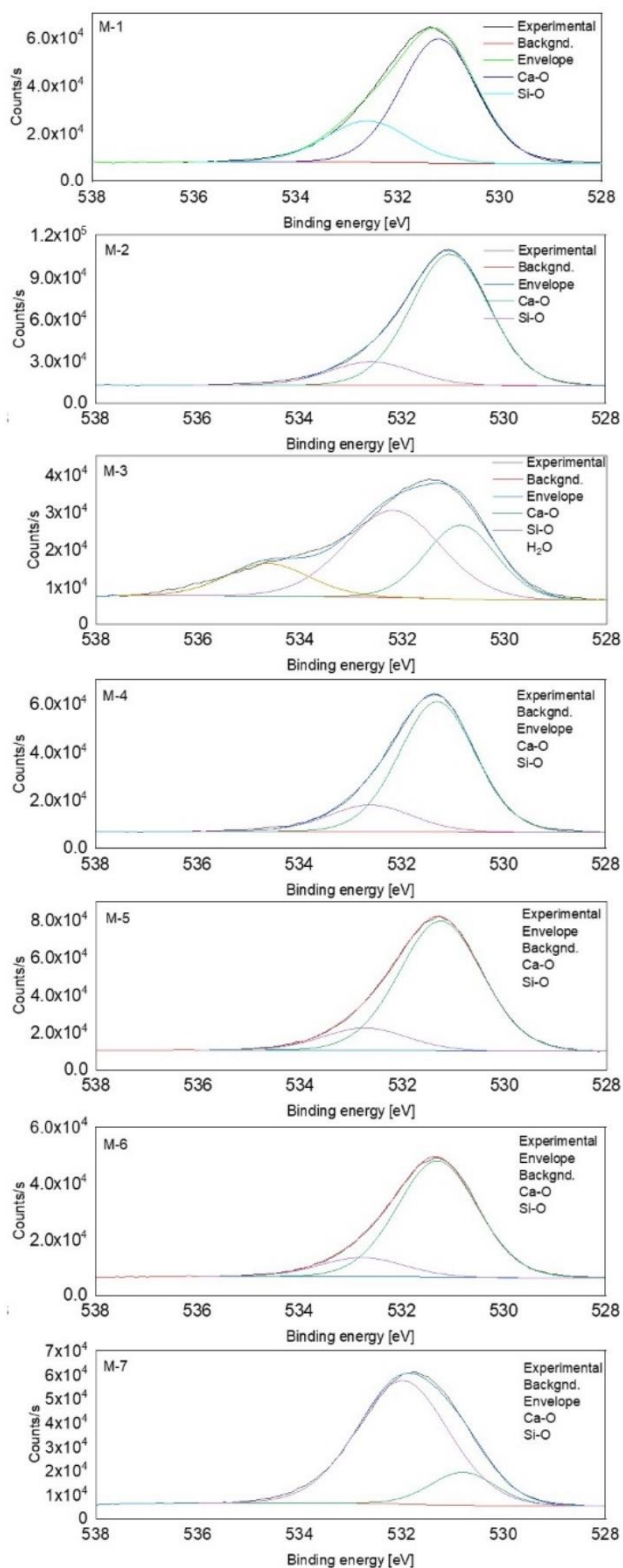 M-1
Experimental
Backgnd.
Envelope
Ca-O
Si-O
Counts/s
6.0x10⁴
4.0x10⁴
2.0x10⁴
0.0
538 536 534 532 530 528
Binding energy [eV]
M-2
Experimental
Backgnd.
Envelope
Ca-O
Si-O
Counts/s
1.2x10⁵
9.0x10⁴
6.0x10⁴
3.0x10⁴
0.0
538 536 534 532 530 528
Binding energy [eV]
M-3
Experimental
Backgnd.
Envelope
Ca-O
Si-O
H₂O
Counts/s
4x10⁴
3x10⁴
2x10⁴
1x10⁴
0
538 536 534 532 530 528
Binding energy [eV]
M-4
Experimental
Backgnd.
Envelope
Ca-O
Si-O
Counts/s
6.0x10⁴
4.0x10⁴
2.0x10⁴
0.0
538 536 534 532 530 528
Binding energy [eV]
M-5
Experimental
Envelope
Backgnd.
Ca-O
Si-O
Counts/s
8.0x10⁴
6.0x10⁴
4.0x10⁴
2.0x10⁴
0.0
538 536 534 532 530 528
Binding energy [eV]
M-6
Experimental
Envelope
Backgnd.
Ca-O
Si-O
Counts/s
6.0x10⁴
4.0x10⁴
2.0x10⁴
0.0
538 536 534 532 530 528
Binding energy [eV]
M-7
Experimental
Backgnd.
Envelope
Ca-O
Si-O
Counts/s
7x10⁴
6x10⁴
5x10⁴
4x10⁴
3x10⁴
2x10⁴
1x10⁴
0
538 536 534 532 530 528
Binding energy [eV]